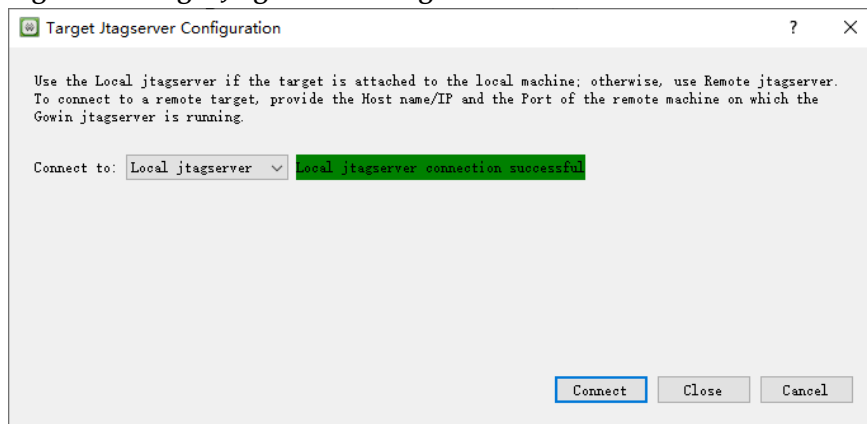 Target Jtagserver Configuration ? ×
Use the Local jtagserver if the target is attached to the local machine; otherwise, use Remote jtagserver.
To connect to a remote target, provide the Host name/IP and the Port of the remote machine on which the
Gowin jtagserver is running.
Connect to: Local jtagserver Local jtagserver connection successful
Connect Close Cancel